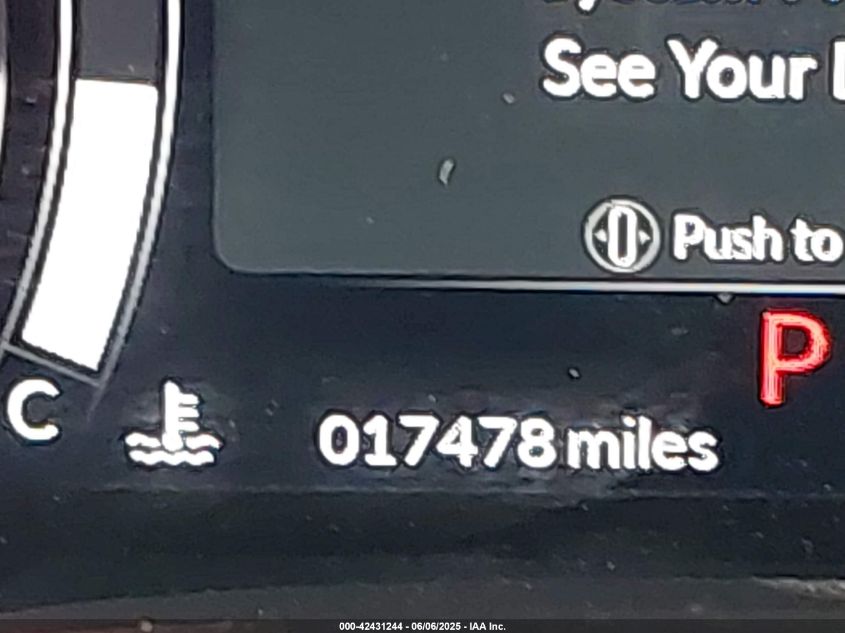 See Your
Push to
P
C
017478 miles
000-42431244 - 06/06/2025 - IAA Inc.